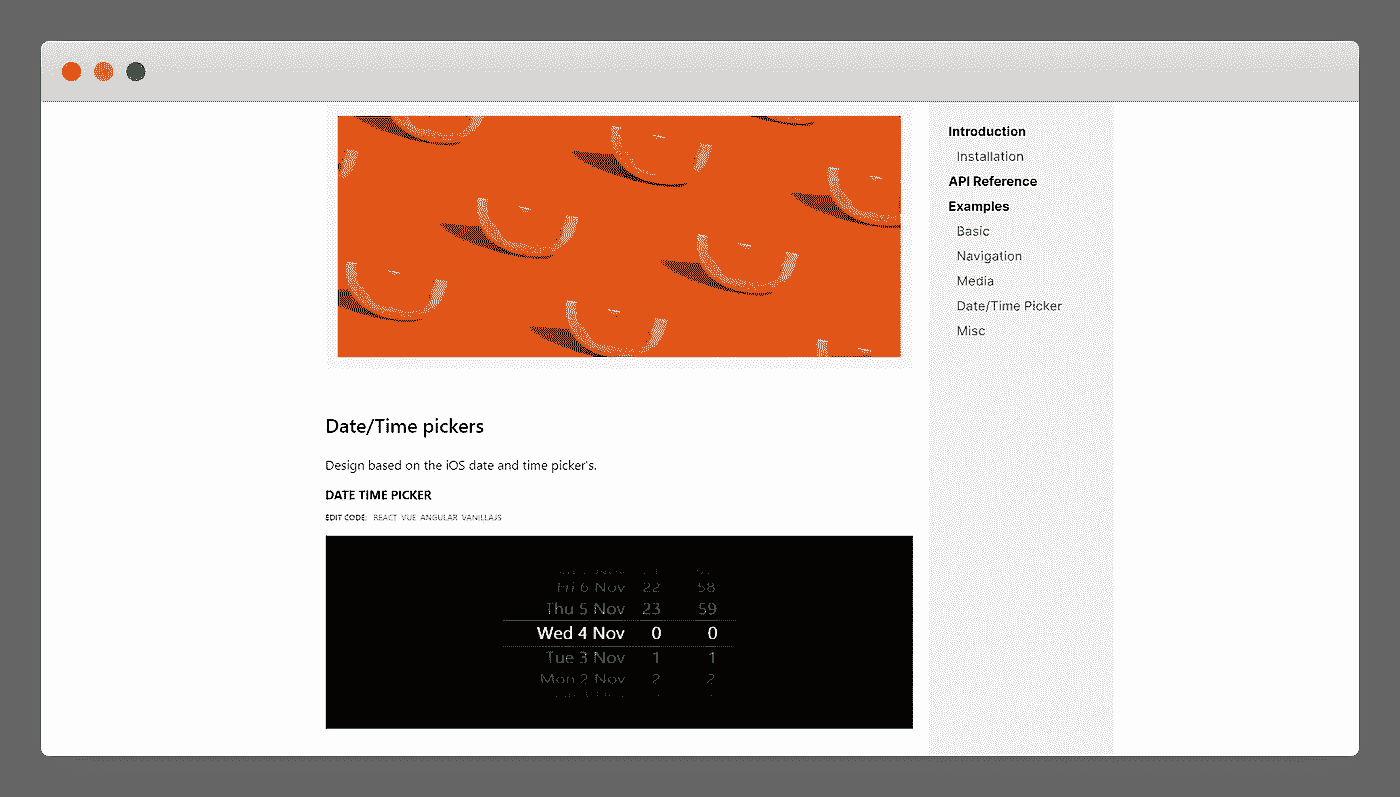 Introduction
Installation
API Reference
Examples
Basic
Navigation
Media
Date/Time Picker
Misc
Date/Time pickers
Design based on the iOS date and time picker's.
DATE TIME PICKER
EDIT CODE: REACT VUE ANGULAR VANILLAJS
Fri 6 Nov 22 58
Thu 5 Nov 23 59
Wed 4 Nov 0 0
Tue 3 Nov 1 1
Mon 2 Nov 2 2